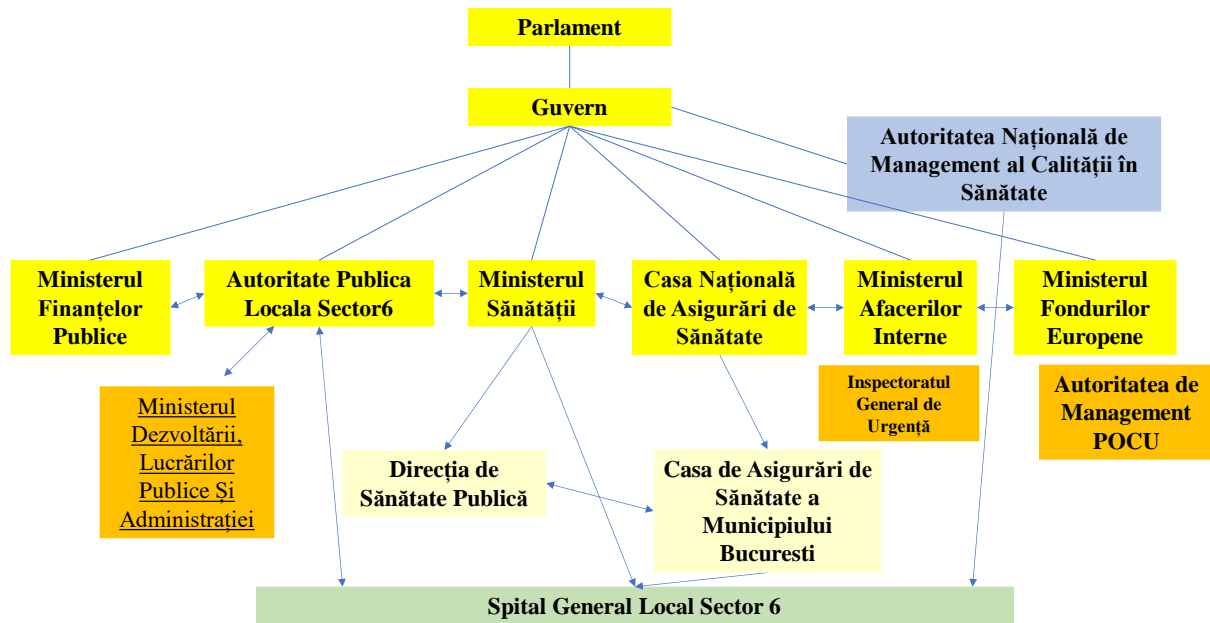 Parlament
Guvern
Autoritatea Națională de
Management al Calității în
Sănătate
Ministerul
Finanțelor
Publice
Autoritate Publica
Locala Sector6
Ministerul
Sănătății
Casa Națională
de Asigurări de
Sănătate
Ministerul
Afacerilor
Interne
Ministerul
Fondurilor
Europene
Ministerul
Dezvoltării,
Lucrărilor
Publice Și
Administrației
Inspectoratul
General de
Urgență
Autoritatea de
Management
POCU
Direcția de
Sănătate Publică
Casa de Asigurări de
Sănătate a
Municipiului
Bucuresti
Spital General Local Sector 6